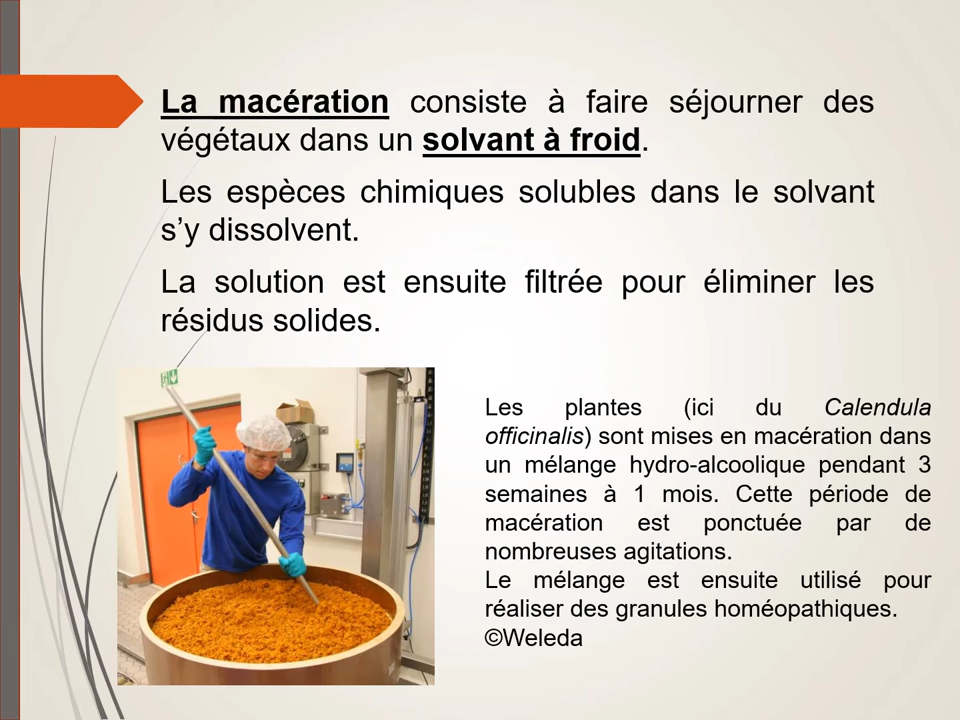 La macération consiste à faire séjourner des
végétaux dans un solvant à froid.
Les espèces chimiques solubles dans le solvant
s’y dissolvent.
La solution est ensuite filtrée pour éliminer les
résidus solides.
Les plantes (ici du Calendula
officinalis) sont mises en macération dans
un mélange hydro-alcoolique pendant 3
semaines à 1 mois. Cette période de
macération est ponctuée par de
nombreuses agitations.
Le mélange est ensuite utilisé pour
réaliser des granules homéopathiques.
©Weleda